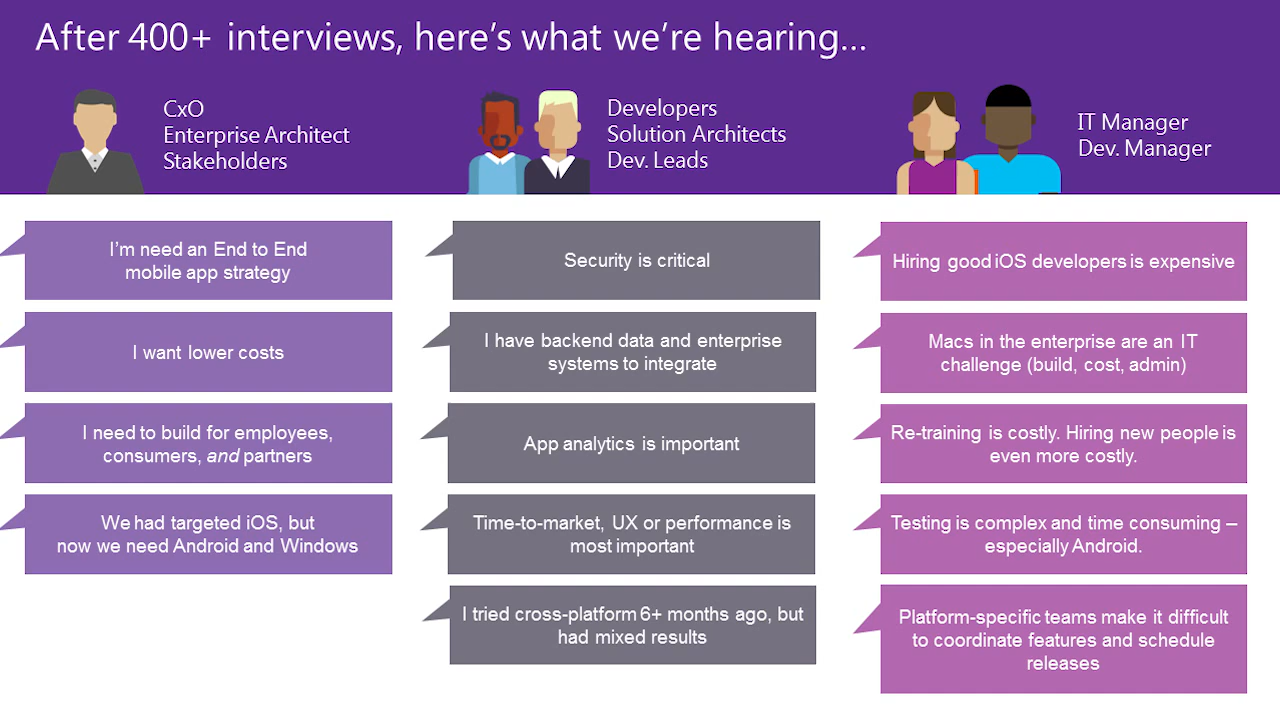 After 400+ interviews, here's what we're hearing…
CxO
Enterprise Architect
Stakeholders
Developers
Solution Architects
Dev. Leads
IT Manager
Dev. Manager
I'm need an End to End
mobile app strategy
I want lower costs
I need to build for employees,
consumers, and partners
We had targeted iOS, but
now we need Android and Windows
Security is critical
I have backend data and enterprise
systems to integrate
App analytics is important
Time-to-market, UX or performance is
most important
I tried cross-platform 6+ months ago, but
had mixed results
Hiring good iOS developers is expensive
Macs in the enterprise are an IT
challenge (build, cost, admin)
Re-training is costly. Hiring new people is
even more costly.
Testing is complex and time consuming –
especially Android.
Platform-specific teams make it difficult
to coordinate features and schedule
releases